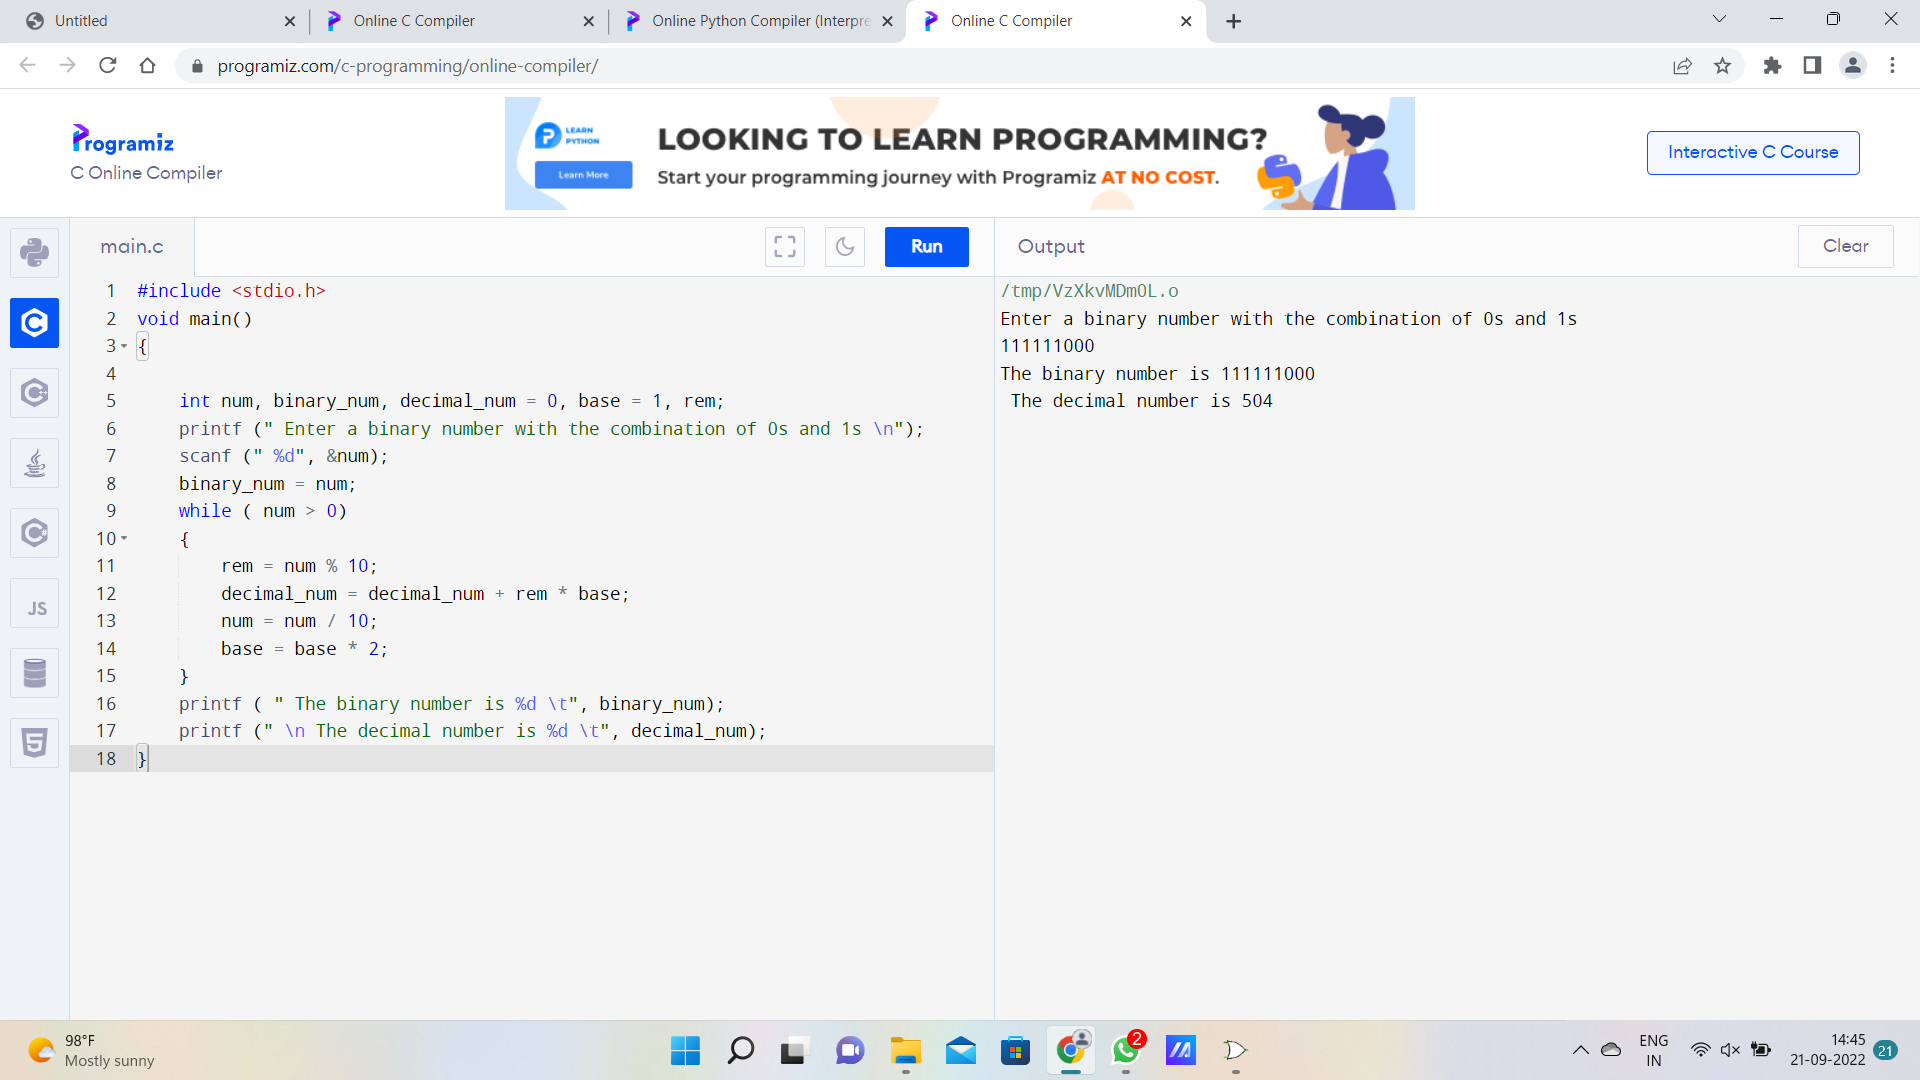 Untitled
Online C Compiler
Online Python Compiler (Interpre
Online C Compiler
programiz.com/c-programming/online-compiler/
Programiz
C Online Compiler
LEARN
PYTHON
Learn More
LOOKING TO LEARN PROGRAMMING?
Start your programming journey with Programiz AT NO COST.
Interactive C Course
main.c
Run
Output
Clear
1 #include <stdio.h>
2 void main()
3 {
4
5 int num, binary_num, decimal_num = 0, base = 1, rem;
6 printf (" Enter a binary number with the combination of 0s and 1s \n");
7 scanf (" %d", &num);
8 binary_num = num;
9 while ( num > 0)
10 {
11 rem = num % 10;
12 decimal_num = decimal_num + rem * base;
13 num = num / 10;
14 base = base * 2;
15 }
16 printf ( " The binary number is %d \t", binary_num);
17 printf (" \n The decimal number is %d \t", decimal_num);
18 }
/tmp/VzXkvMDmOL.o
Enter a binary number with the combination of 0s and 1s
111111000
The binary number is 111111000
The decimal number is 504
JS
98°F
Mostly sunny
2
ENG
IN
14:45
21-09-2022
21